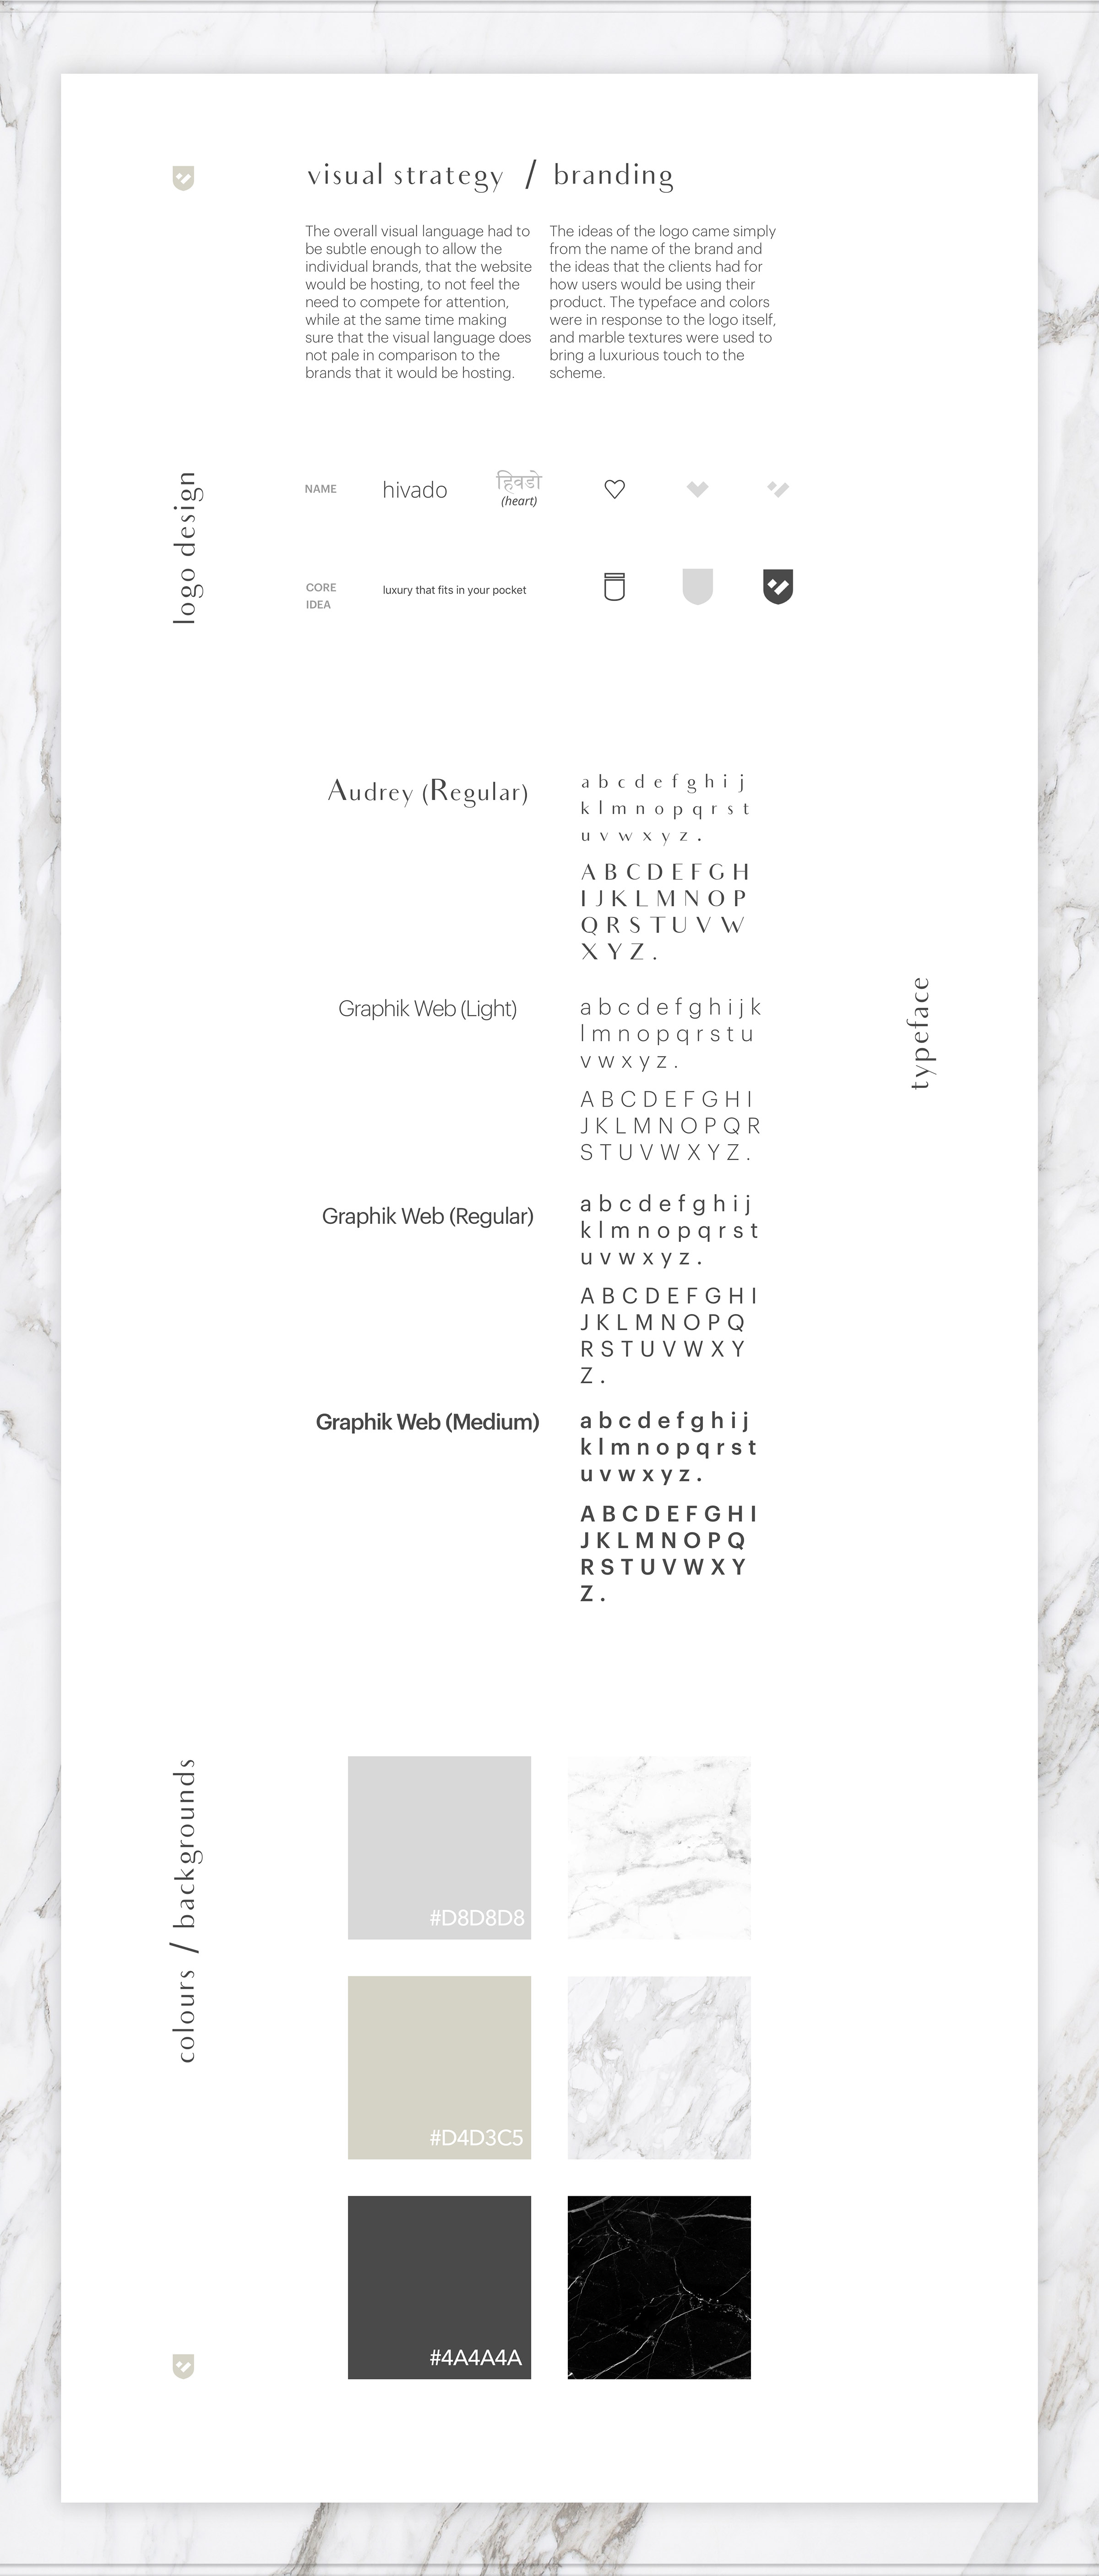 visual strategy / branding
The overall visual language had to
be subtle enough to allow the
individual brands, that the website
would be hosting, to not feel the
need to compete for attention,
while at the same time making
sure that the visual language does
not pale in comparison to the
brands that it would be hosting.
The ideas of the logo came simply
from the name of the brand and
the ideas that the clients had for
how users would be using their
product. The typeface and colors
were in response to the logo itself,
and marble textures were used to
bring a luxurious touch to the
scheme.
logo design
NAME
hivado
हिवडो
(heart)
CORE
IDEA
luxury that fits in your pocket
typeface
Audrey (Regular)
a b c d e f g h i j
k l m n o p q r s t
u v w x y z .
A B C D E F G H
I J K L M N O P
Q R S T U V W
X Y Z .
Graphik Web (Light)
a b c d e f g h i j k
l m n o p q r s t u
v w x y z .
A B C D E F G H I
J K L M N O P Q R
S T U V W X Y Z .
Graphik Web (Regular)
a b c d e f g h i j
k l m n o p q r s t
u v w x y z .
A B C D E F G H I
J K L M N O P Q
R S T U V W X Y
Z .
Graphik Web (Medium)
a b c d e f g h i j
k l m n o p q r s t
u v w x y z .
A B C D E F G H I
J K L M N O P Q
R S T U V W X Y
Z .
colours / backgrounds
#D8D8D8
#D4D3C5
#4A4A4A